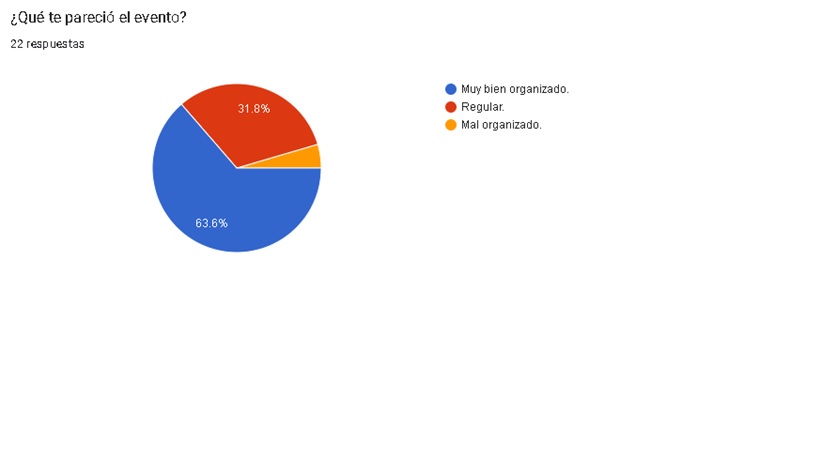 ¿Qué te pareció el evento?
22 respuestas
31.8%
63.6%
Muy bien organizado.
Regular.
Mal organizado.